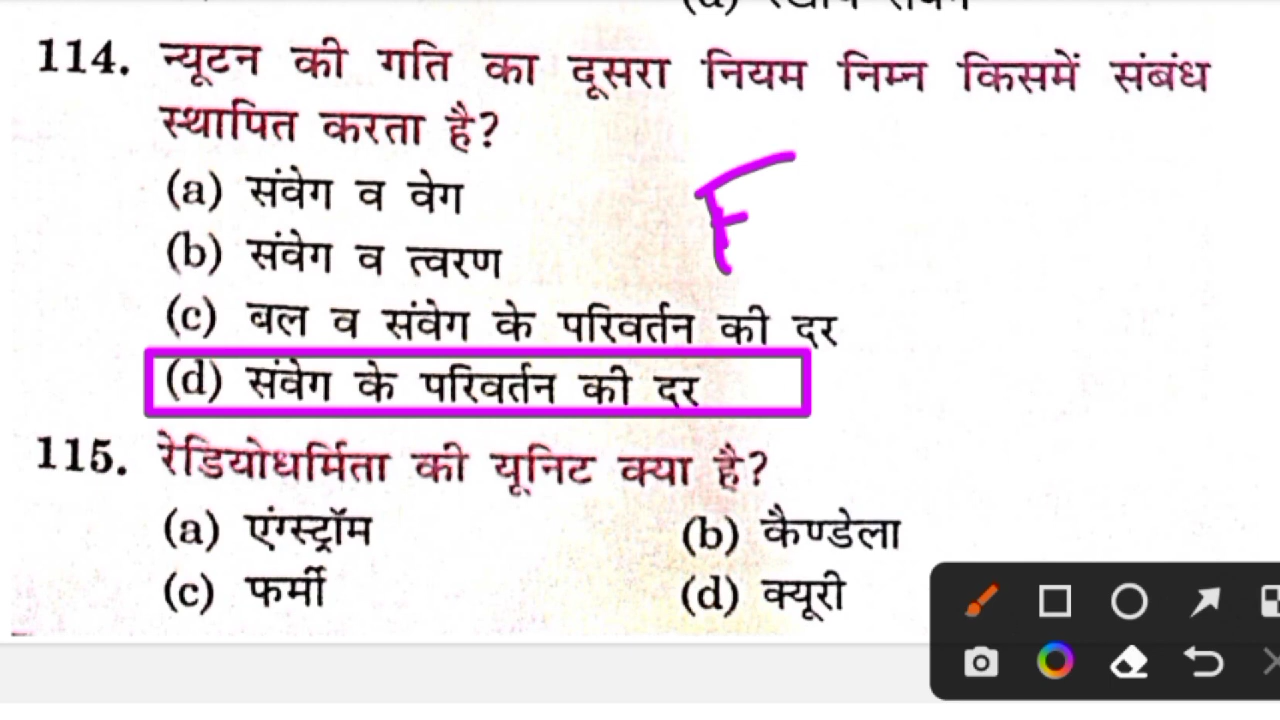 114. न्यूटन की गति का दूसरा नियम निम्न किसमें संबंध
स्थापित करता है?
(a) संवेग व वेग
F
(b) संवेग व त्वरण
(c) बल व संवेग के परिवर्तन की दर
(d) संवेग के परिवर्तन की दर
115. रेडियोधर्मिता की यूनिट क्या है?
(a) एंग्स्ट्रॉम (b) कैण्डेला
(c) फर्मी (d) क्यूरी